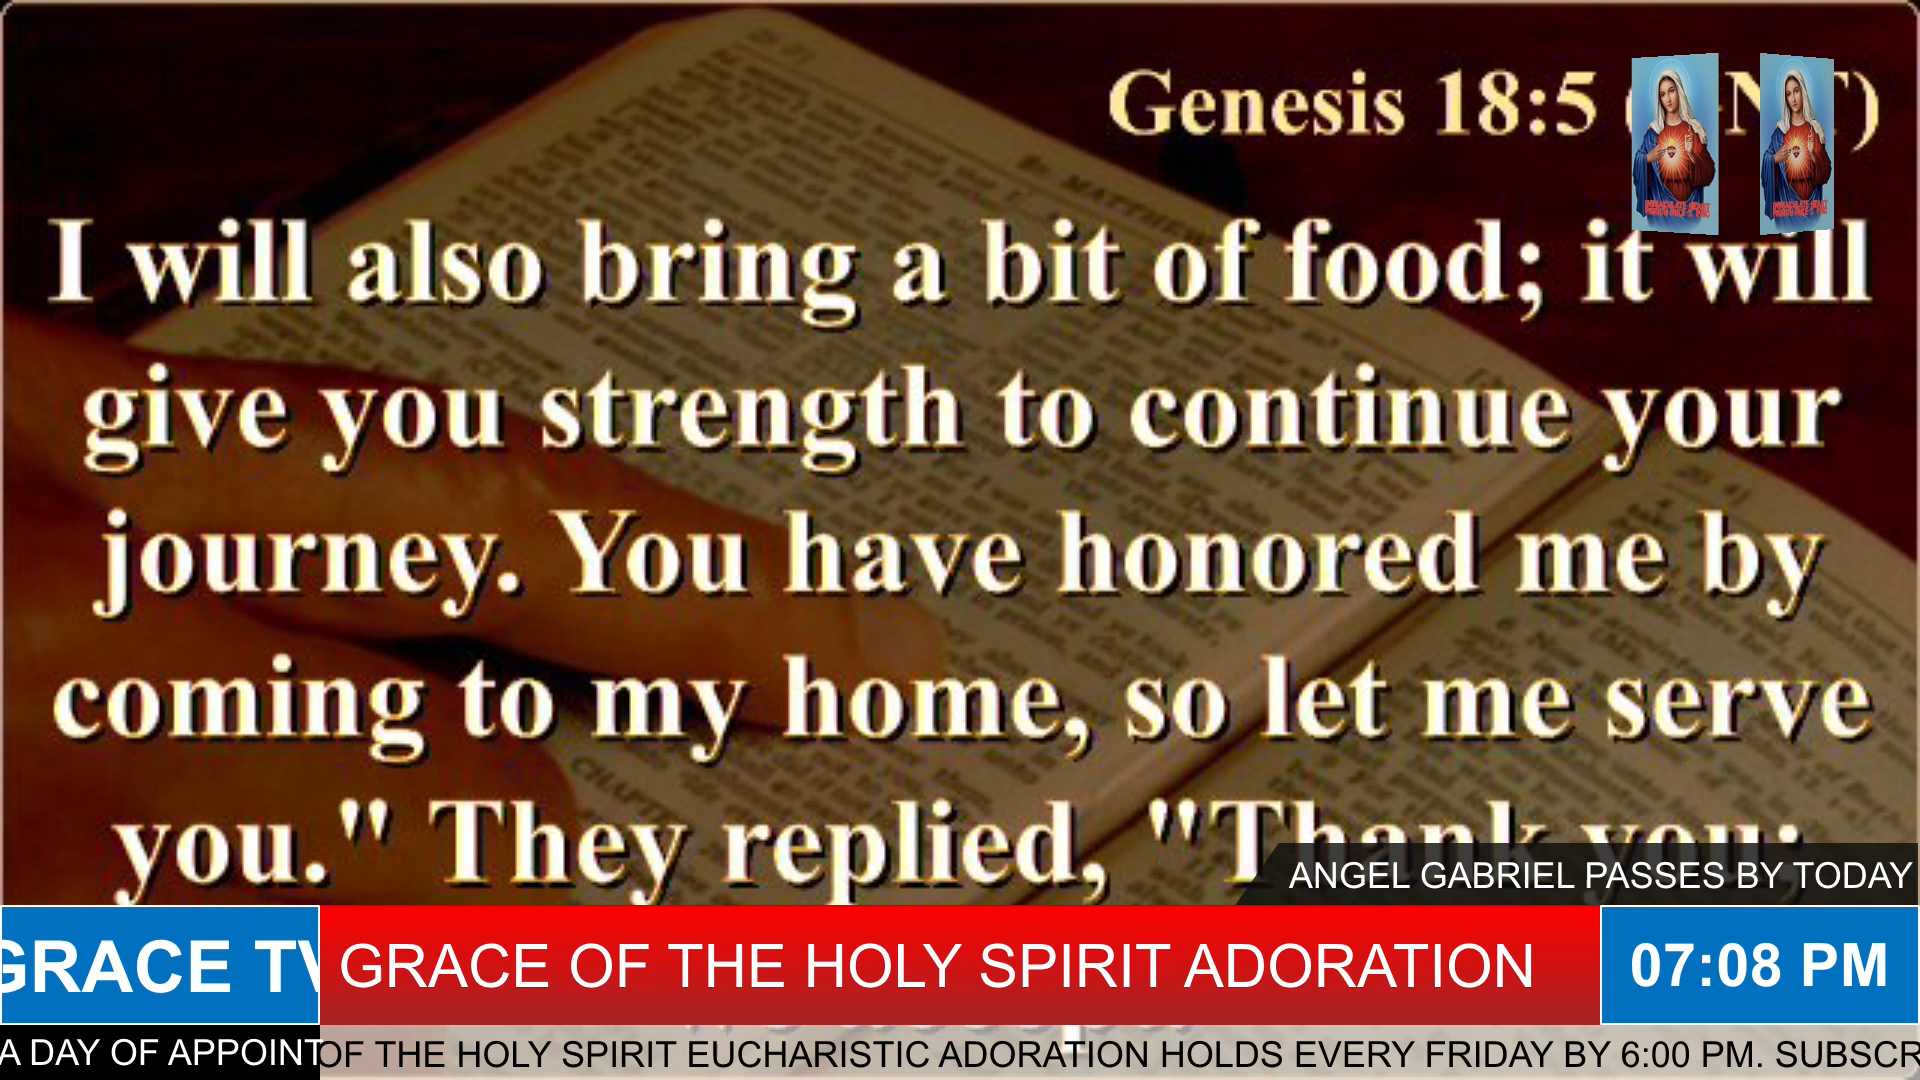 Genesis 18:5
I will also bring a bit of food; it will
give you strength to continue your
journey. You have honored me by
coming to my home, so let me serve
you." They replied, "Thank you;
ANGEL GABRIEL PASSES BY TODAY
GRACE TV
GRACE OF THE HOLY SPIRIT ADORATION
07:08 PM
A DAY OF APPOINT
OF THE HOLY SPIRIT EUCHARISTIC ADORATION HOLDS EVERY FRIDAY BY 6:00 PM. SUBSCR